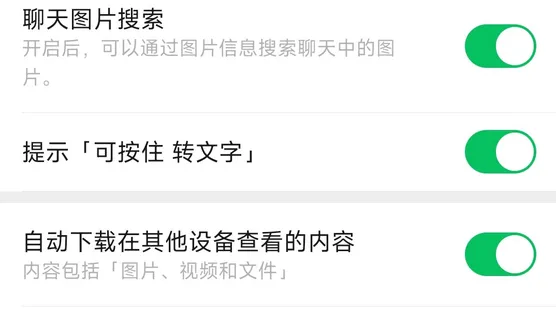 聊天图片搜索
开启后，可以通过图片信息搜索聊天中的图
片。
提示「可按住 转文字」
自动下载在其他设备查看的内容
内容包括「图片、视频和文件」